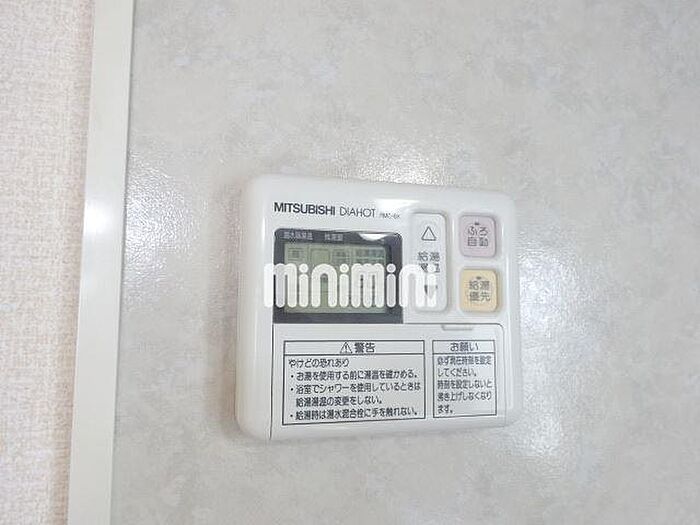 MITSUBISHI DIAHOT
給湯
ふろ
自動
給湯
優先
minimini
⚠警告
やけどの恐れあり
・お湯を使用する前に湯温を確かめる。
・浴室でシャワーを使用しているときは
給湯温度の変更をしない。
・給湯時は湯水混合栓に手を触れない。
お願い
必ず現在時刻を設定
してください。
時刻を設定しないと
沸き上げしなくなり
ます。